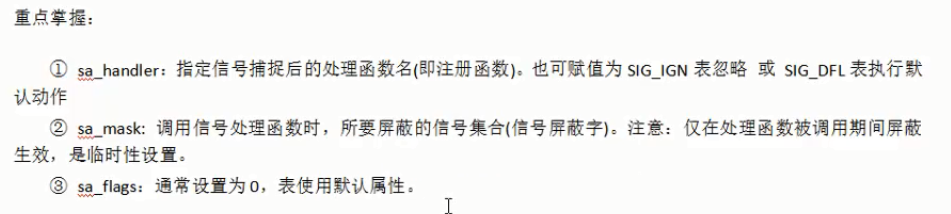 重点掌握：
① sa_handler：指定信号捕捉后的处理函数名(即注册函数)。也可赋值为 SIG_IGN 表忽略 或 SIG_DFL 表执行默
认动作
② sa_mask: 调用信号处理函数时，所要屏蔽的信号集合(信号屏蔽字)。注意：仅在处理函数被调用期间屏蔽
生效，是临时性设置。
③ sa_flags：通常设置为 0，表使用默认属性。